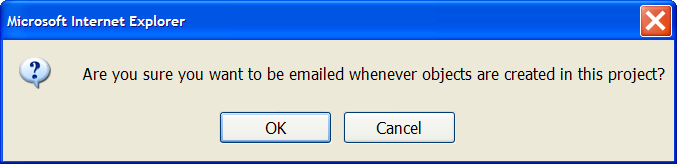 Microsoft Internet Explorer
Are you sure you want to be emailed whenever objects are created in this project?
OK
Cancel